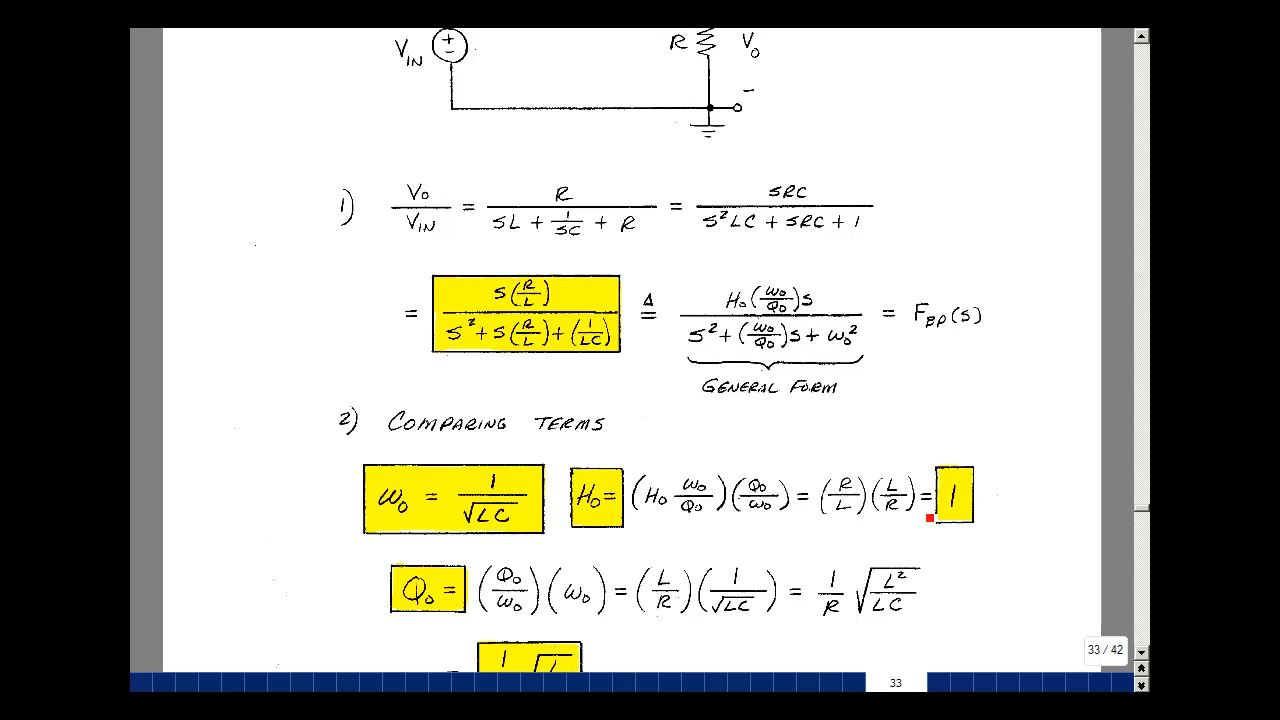 V_IN + - R V_0 -
1) V_0/V_IN = R/(SL + 1/SC + R) = SRC/(S²LC + SRC + 1)
= S(R/L)/(S² + S(R/L) + (1/LC)) ≜ H_0(ω_0/Q_0)S/(S² + (ω_0/Q_0)S + ω_0²) = F_BP(S)
GENERAL FORM
2) COMPARING TERMS
ω_0 = 1/√LC H_0 = (H_0 ω_0/Q_0)(Q_0/ω_0) = (R/L)(L/R) = 1
Q_0 = (Q_0/ω_0)(ω_0) = (L/R)(1/√LC) = 1/R √(L²/LC)
33 / 42
33